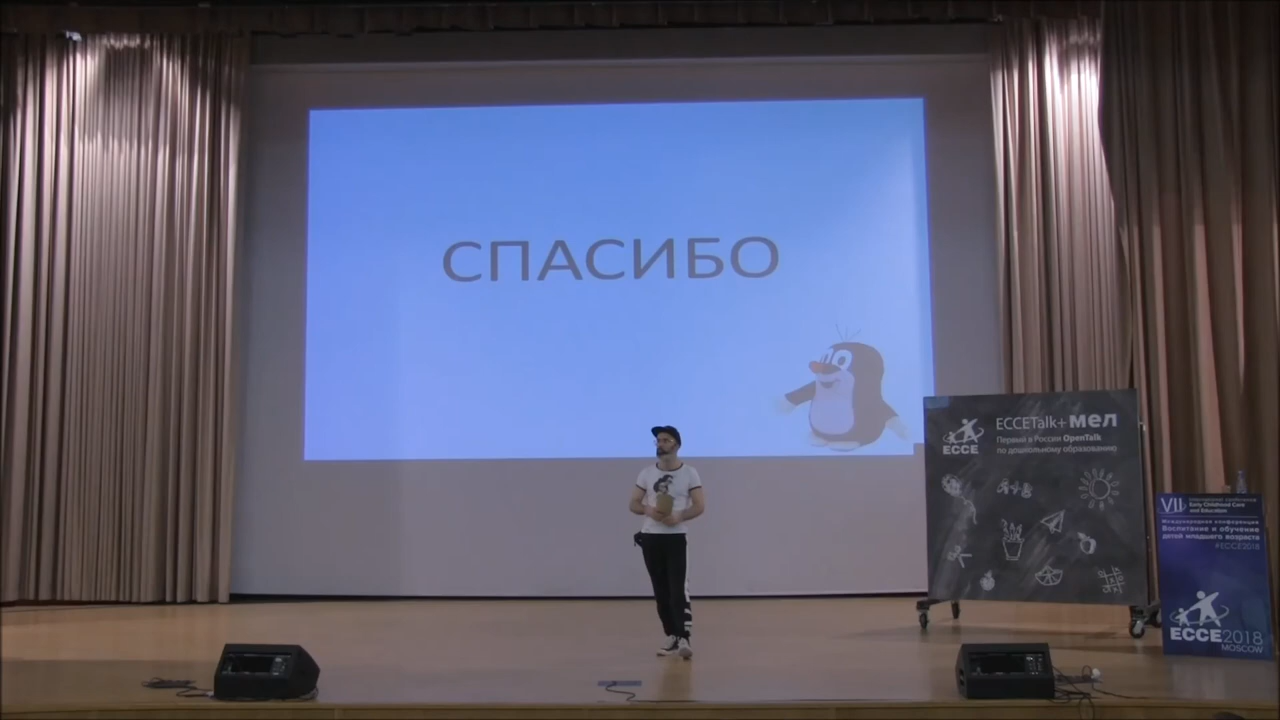 СПАСИБО
ECCETalk+мел
Первый в России OpenTalk
по дошкольному образованию
ECCE
VII
Early Childhood Care
and Education
Международная конференция
Воспитание и обучение
детей младшего возраста
#ECCE2018
ECCE2018
MOSCOW